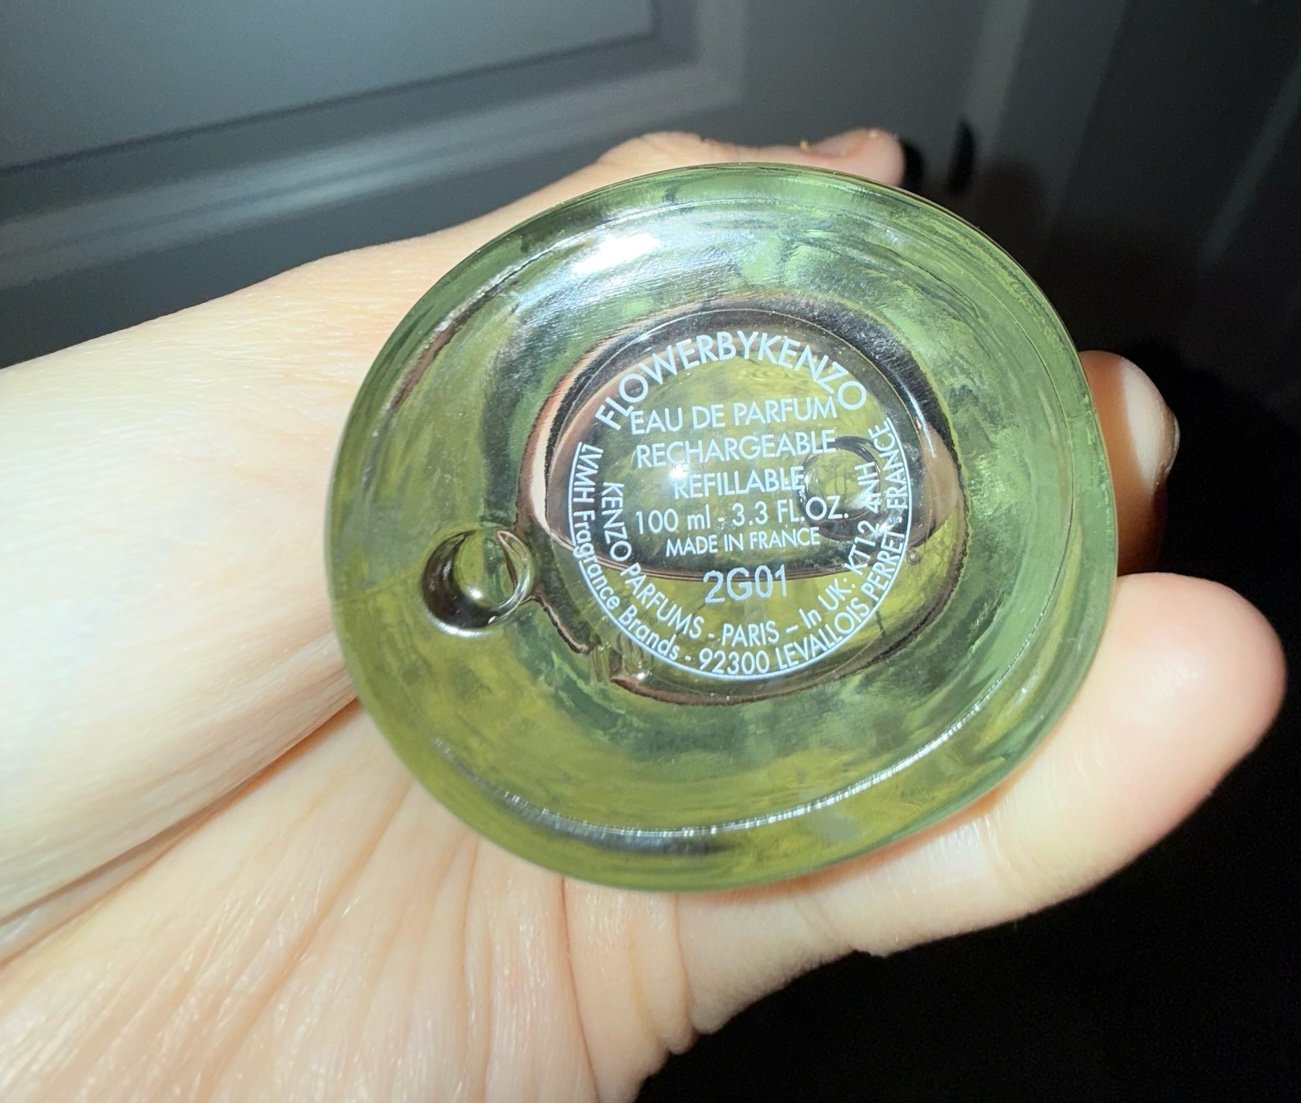 FLOWERBYKENZO
EAU DE PARFUM
RECHARGEABLE
REFILLABLE
100 ml - 3.3 FL.OZ.
MADE IN FRANCE
2G01
KENZO PARFUMS - PARIS – In UK: KT12 4NH
LVMH Fragrance Brands - 92300 LEVALLOIS PERRET - FRANCE